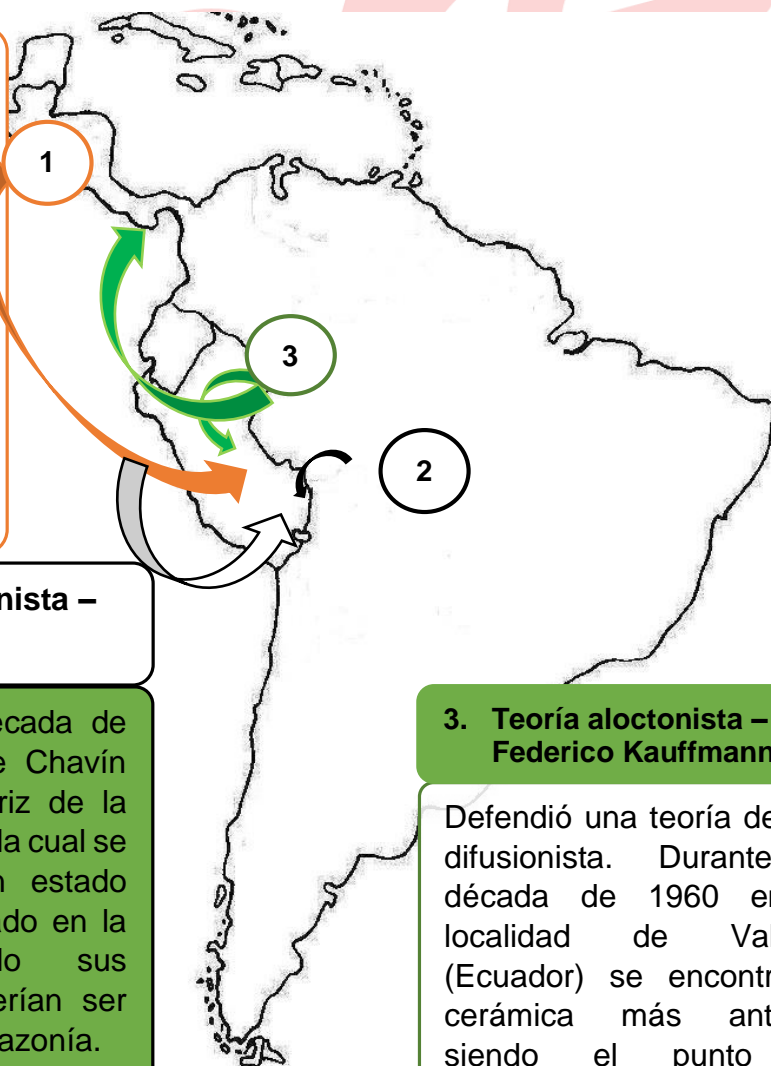 1
3
2
nista –
écada de
e Chavín
riz de la
la cual se
n estado
ado en la
lo sus
erían ser
azonía.
3. Teoría aloctonista –
Federico Kauffmann
Defendió una teoría de
difusionista. Durante
década de 1960 en
localidad de Val
(Ecuador) se encontr
cerámica más ant
siendo el punto